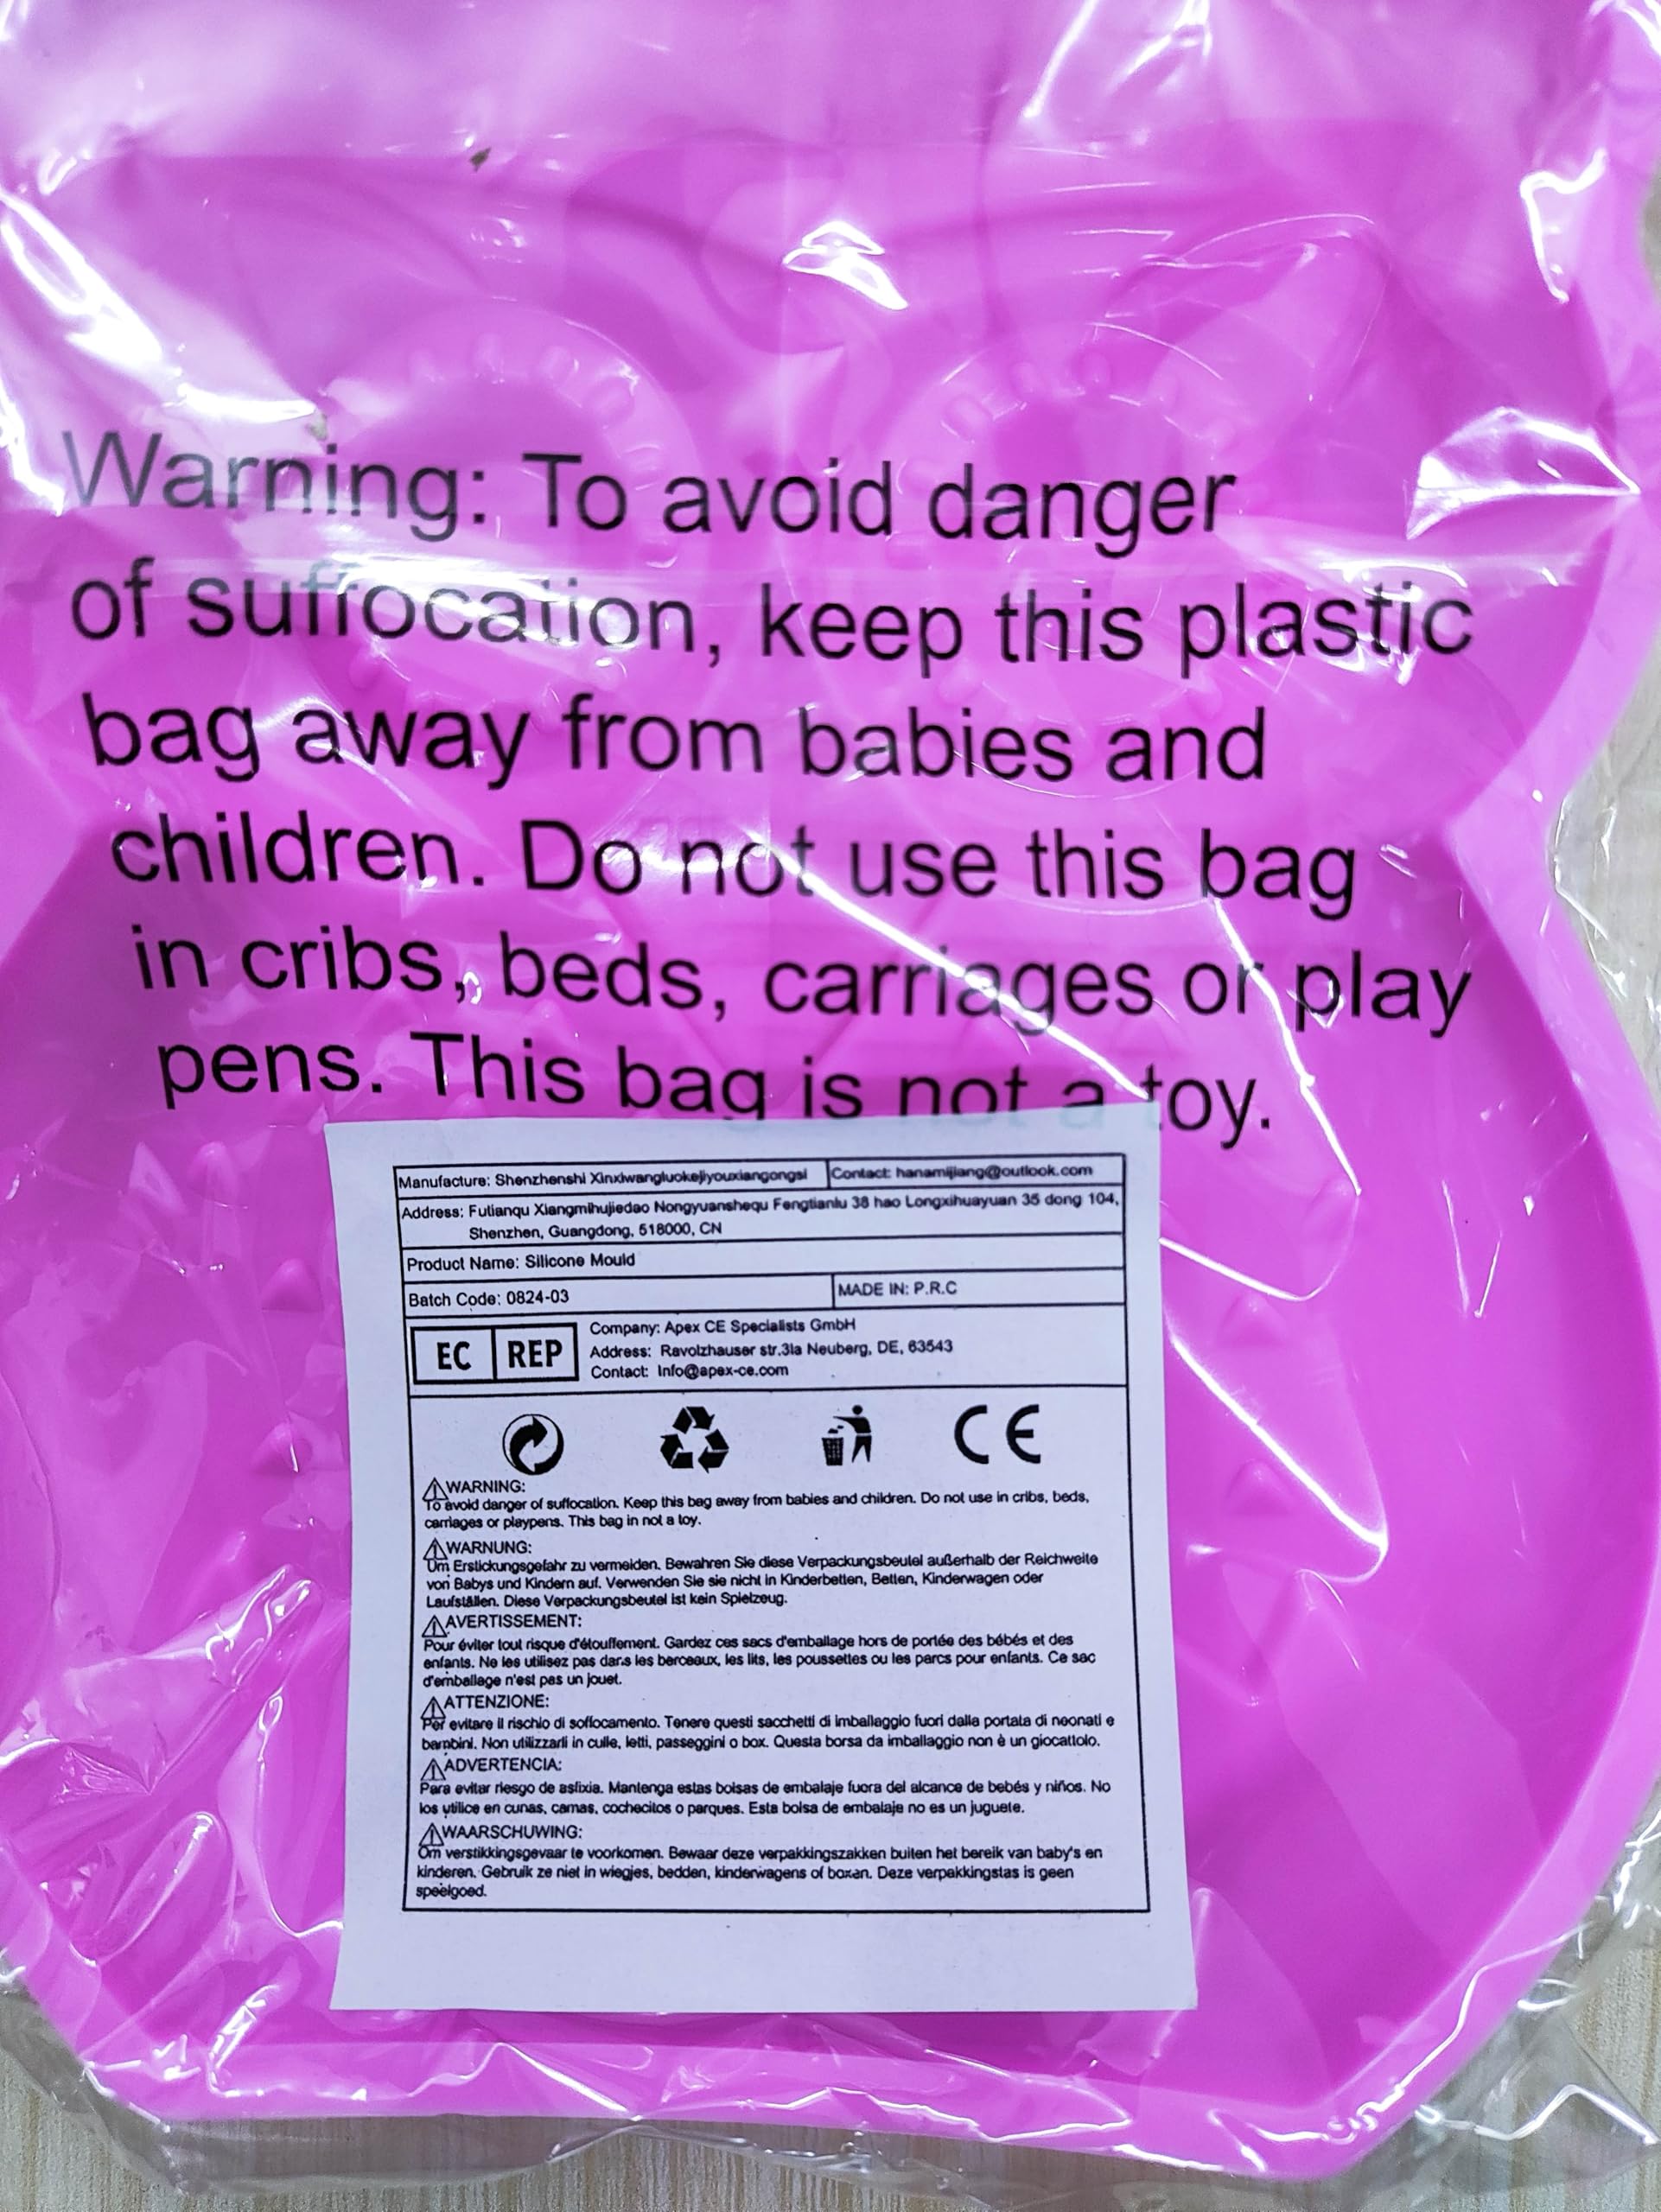 Warning: To avoid danger
of suffocation, keep this plastic
bag away from babies and
children. Do not use this bag
in cribs, beds, carriages or play
pens. This bag is not a toy.
Manufacture: Shenzhenshi Xinxiwangluokejiyouxiangongsi Contact: hanamijiang@outlook.com
Address: Futianqu Xiangmihujiedao Nongyuanshequ Fengtianlu 38 hao Longxihuayuan 35 dong 104,
Shenzhen, Guangdong, 518000, CN
Product Name: Silicone Mould
Batch Code: 0824-03 MADE IN: P.R.C
EC REP
Company: Apex CE Specialists GmbH
Address: Ravolzhauser str.3la Neuberg, DE, 63543
Contact: Info@apex-ce.com
CE
WARNING:
To avoid danger of suffocation. Keep this bag away from babies and children. Do not use in cribs, beds,
carriages or playpens. This bag in not a toy.
WARNUNG:
Um Erstickungsgefahr zu vermeiden. Bewahren Sie diese Verpackungsbeutel außerhalb der Reichweite
von Babys und Kindern auf. Verwenden Sie sie nicht in Kinderbetten, Betten, Kinderwagen oder
Laufställen. Diese Verpackungsbeutel ist kein Spielzeug.
AVERTISSEMENT:
Pour éviter tout risque d'étouffement. Gardez ces sacs d'emballage hors de portée des bébés et des
enfants. Ne les utilisez pas dans les berceaux, les lits, les poussettes ou les parcs pour enfants. Ce sac
d'emballage n'est pas un jouet.
ATTENZIONE:
Per evitare il rischio di soffocamento. Tenere questi sacchetti di imballaggio fuori dalla portata di neonati e
bambini. Non utilizzarli in culle, letti, passeggini o box. Questa borsa da imballaggio non è un giocattolo.
ADVERTENCIA:
Para evitar riesgo de asfixia. Mantenga estas bolsas de embalaje fuera del alcance de bebés y niños. No
los utilice en cunas, camas, cochecitos o parques. Esta bolsa de embalaje no es un juguete.
WAARSCHUWING:
Om verstikkingsgevaar te voorkomen. Bewaar deze verpakkingszakken buiten het bereik van baby's en
kinderen. Gebruik ze niet in wiegjes, bedden, kinderwagens of boxen. Deze verpakkingstas is geen
speelgoed.